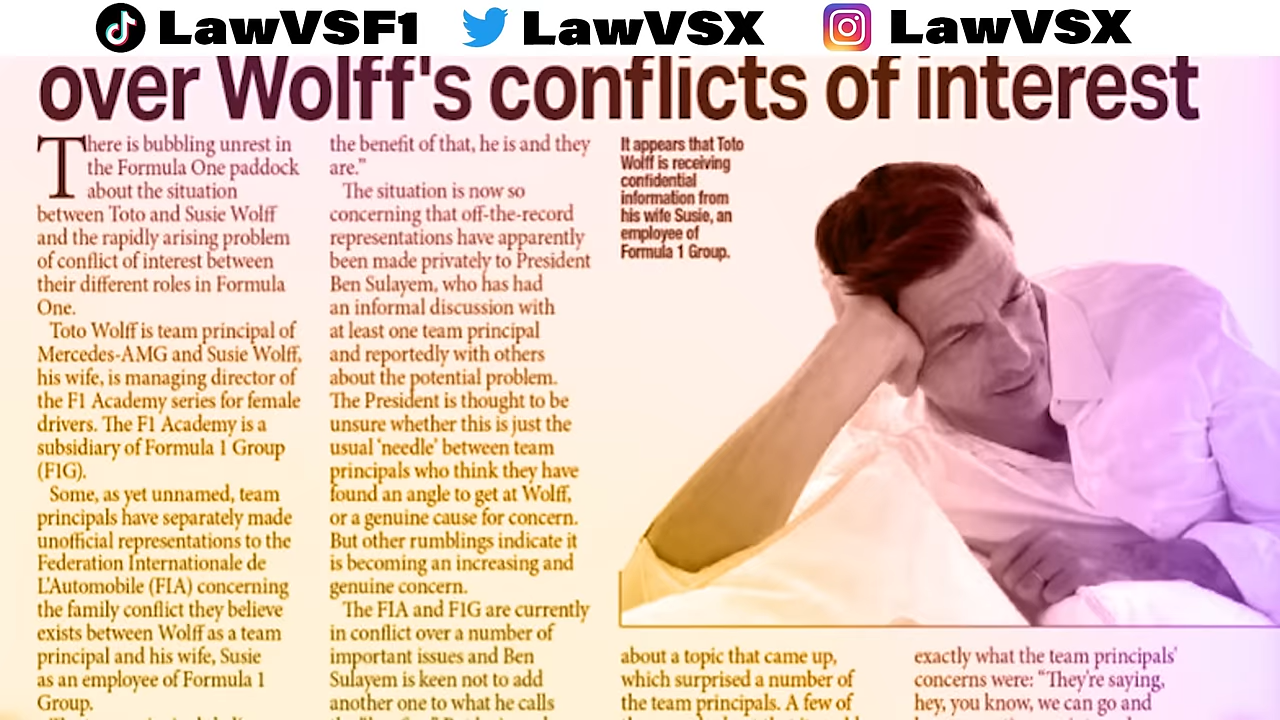 LawVSF1 LawVSX LawVSX
over Wolff's conflicts of interest
There is bubbling unrest in
the Formula One paddock
about the situation
between Toto and Susie Wolff
and the rapidly arising problem
of conflict of interest between
their different roles in Formula
One.
Toto Wolff is team principal of
Mercedes-AMG and Susie Wolff,
his wife, is managing director of
the F1 Academy series for female
drivers. The F1 Academy is a
subsidiary of Formula 1 Group
(F1G).
Some, as yet unnamed, team
principals have separately made
unofficial representations to the
Federation Internationale de
L'Automobile (FIA) concerning
the family conflict they believe
exists between Wolff as a team
principal and his wife, Susie
as an employee of Formula 1
Group.
the benefit of that, he is and they
are."
The situation is now so
concerning that off-the-record
representations have apparently
been made privately to President
Ben Sulayem, who has had
an informal discussion with
at least one team principal
and reportedly with others
about the potential problem.
The President is thought to be
unsure whether this is just the
usual 'needle' between team
principals who think they have
found an angle to get at Wolff,
or a genuine cause for concern.
But other rumblings indicate it
is becoming an increasing and
genuine concern.
The FIA and F1G are currently
in conflict over a number of
important issues and Ben
Sulayem is keen not to add
another one to what he calls
It appears that Toto
Wolff is receiving
confidential
information from
his wife Susie, an
employee of
Formula 1 Group.
about a topic that came up,
which surprised a number of
the team principals. A few of
exactly what the team principals'
concerns were: "They're saying,
hey, you know, we can go and